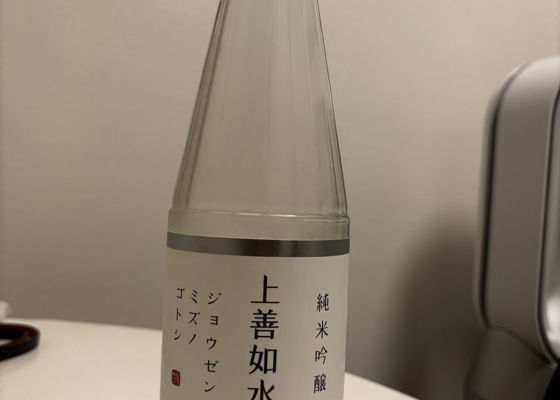 純米吟醸
上善如水
ジョウゼン
ミズノ
ゴトシ